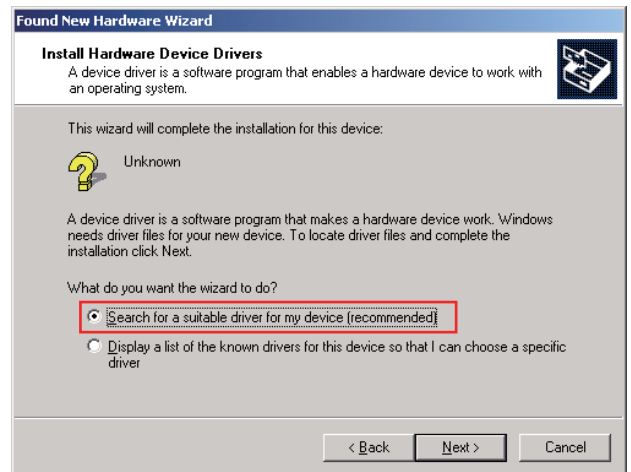 Found New Hardware Wizard
Install Hardware Device Drivers
A device driver is a software program that enables a hardware device to work with
an operating system.
This wizard will complete the installation for this device:
Unknown
A device driver is a software program that makes a hardware device work. Windows
needs driver files for your new device. To locate driver files and complete the
installation click Next.
What do you want the wizard to do?
Search for a suitable driver for my device (recommended)
Display a list of the known drivers for this device so that I can choose a specific
driver
< Back
Next >
Cancel